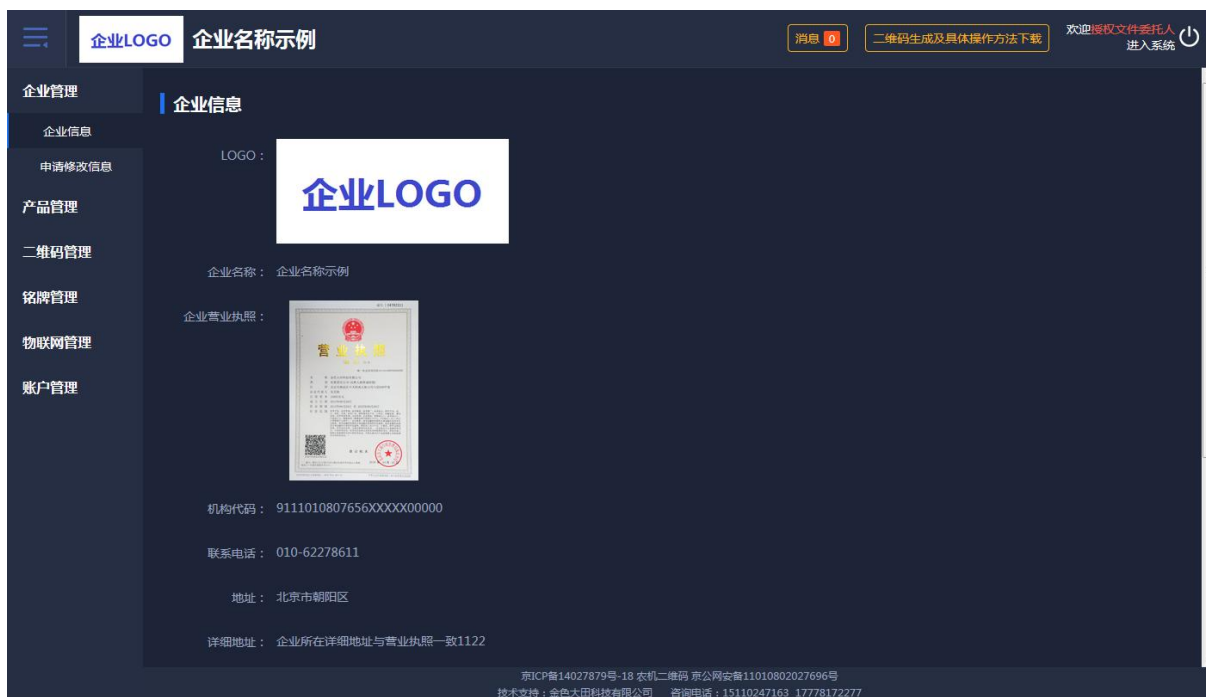 企业LOGO
企业名称示例
消息 0
二维码生成及具体操作方法下载
欢迎授权文件委托人
进入系统
企业管理
企业信息
申请修改信息
产品管理
二维码管理
铭牌管理
物联网管理
账户管理
企业信息
LOGO：
企业LOGO
企业名称： 企业名称示例
企业营业执照：
营业执照
机构代码： 9111010807656XXXXX00000
联系电话： 010-62278611
地址： 北京市朝阳区
详细地址： 企业所在详细地址与营业执照一致1122
京ICP备14027879号-18 农机二维码 京公网安备11010802027696号
技术支持：金色大田科技有限公司 咨询电话：15110247163 17778172277